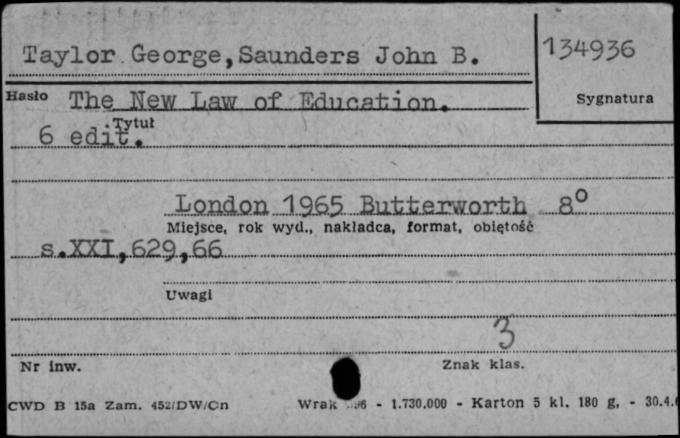 Taylor George, Saunders John B.
134936
Hasło
The New Law of Education.
Sygnatura
Tytuł
6 edit.
London 1965 Butterworth 8°
Miejsce, rok wyd., nakładca, format, objętość
s.XXI,629,66
Uwagi
3
Nr inw.
Znak klas.
CWD B 15a Zam. 452/DW/Cn
Wrak - 1.730.000 - Karton 5 kl. 180 g. - 30.4.